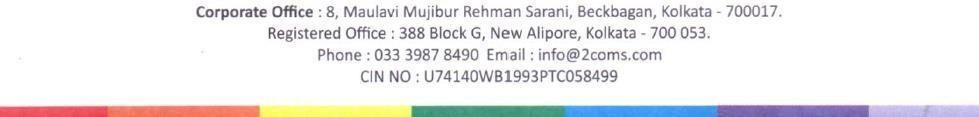 Corporate Office : 8, Maulavi Mujibur Rehman Sarani, Beckbagan, Kolkata - 700017.
Registered Office : 388 Block G, New Alipore, Kolkata - 700 053.
Phone : 033 3987 8490 Email : info@2coms.com
CIN NO : U74140WB1993PTC058499